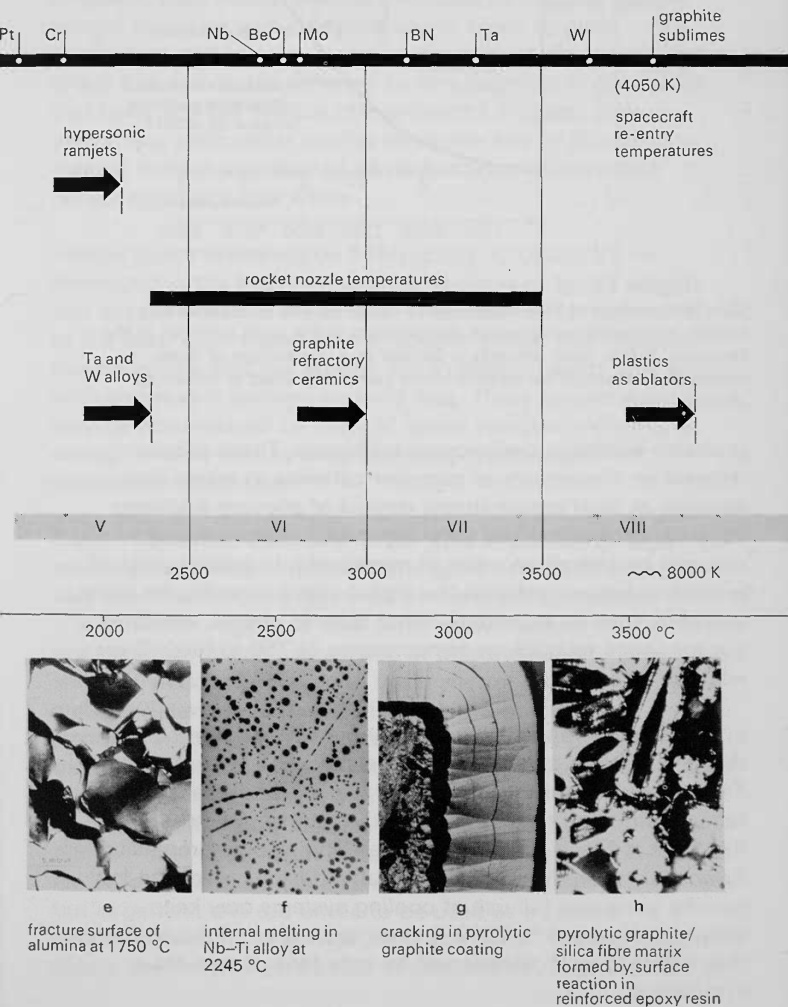 Pt Cr Nb BeO Mo BN Ta W graphite
sublimes
(4050 K)
spacecraft
re-entry
temperatures
hypersonic
ramjets
rocket nozzle temperatures
Ta and
W alloys
graphite
refractory
ceramics
plastics
as ablators
V VI VII VIII
2500 3000 3500 8000 K
2000 2500 3000 3500 °C
e
fracture surface of
alumina at 1750 °C
f
internal melting in
Nb–Ti alloy at
2245 °C
g
cracking in pyrolytic
graphite coating
h
pyrolytic graphite/
silica fibre matrix
formed by surface
reaction in
reinforced epoxy resin